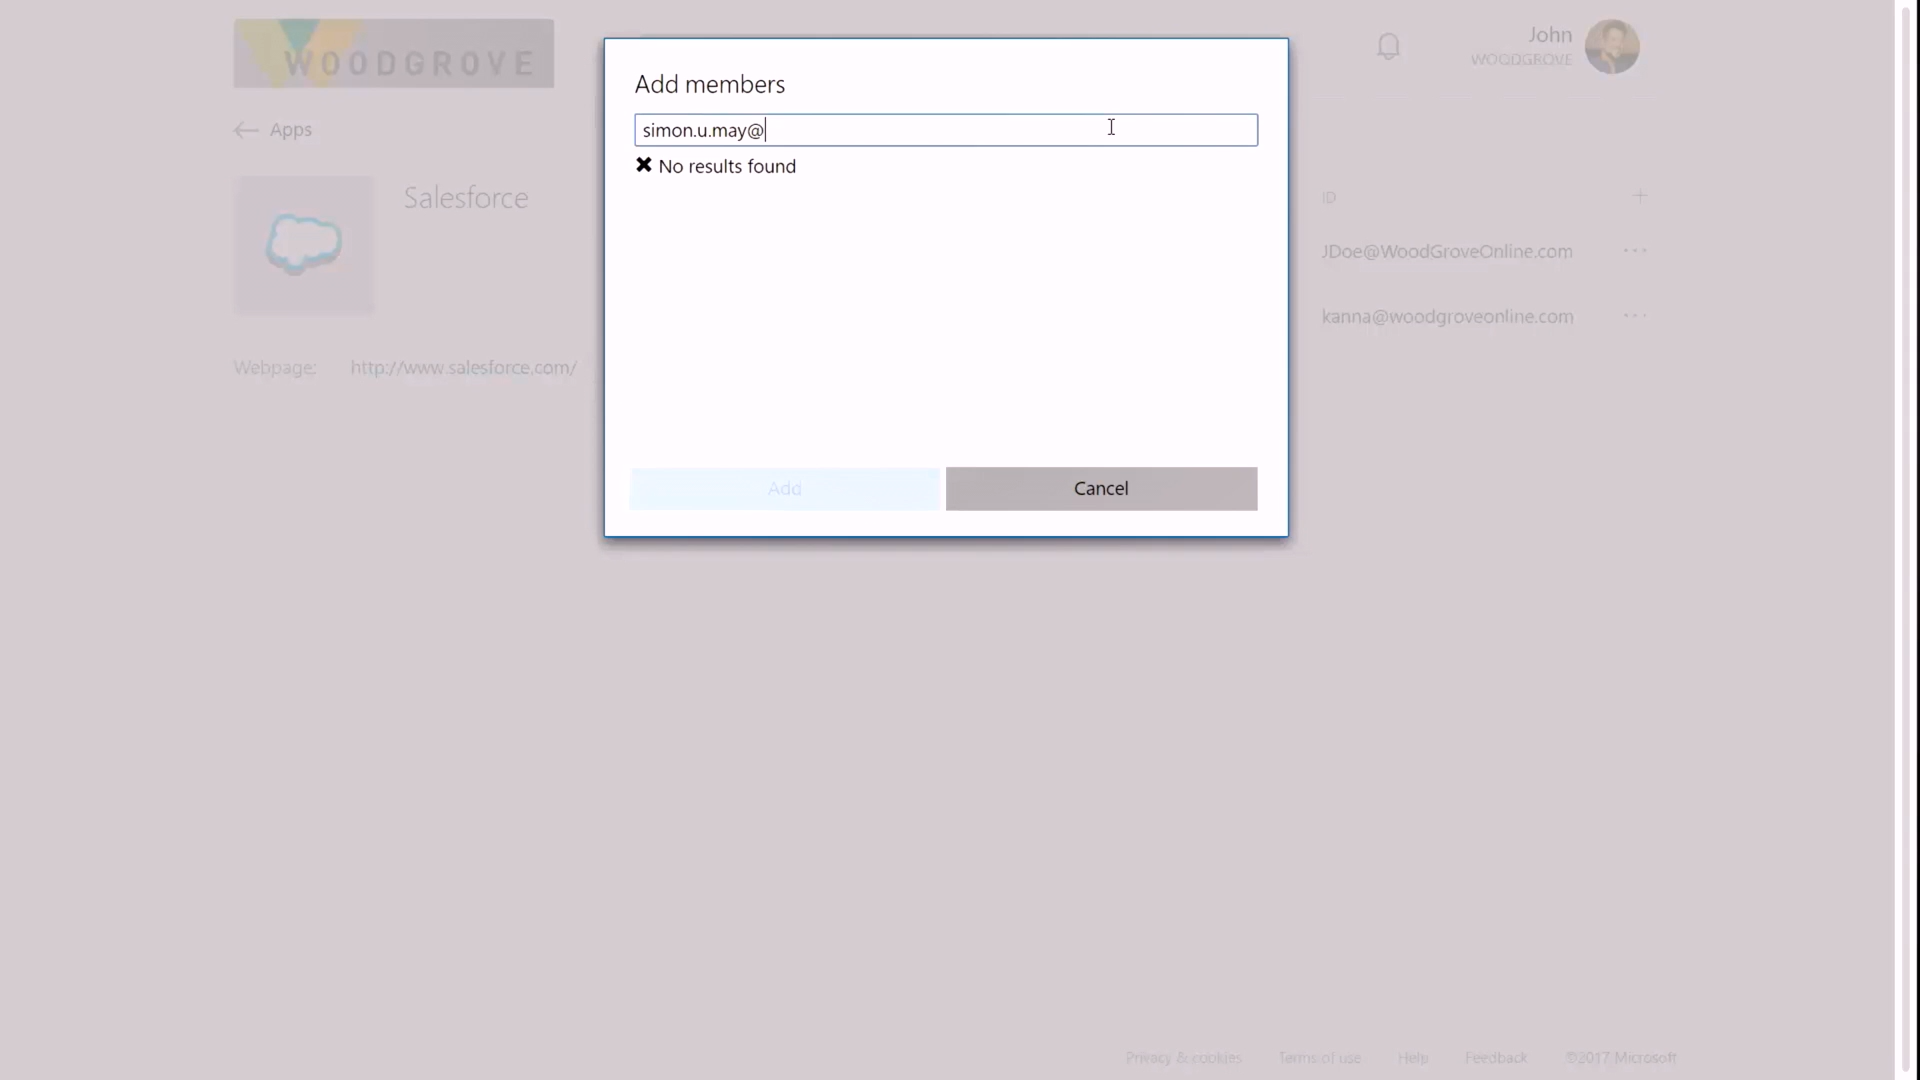 WOODGROVE
John
WOODGROVE
Apps
Add members
simon.u.may@
No results found
Salesforce
ID
+
JDoe@WoodGroveOnline.com
...
kanna@woodgroveonline.com
...
Webpage: http://www.salesforce.com/
Add
Cancel
Privacy & cookies Terms of use Help Feedback ©2017 Microsoft